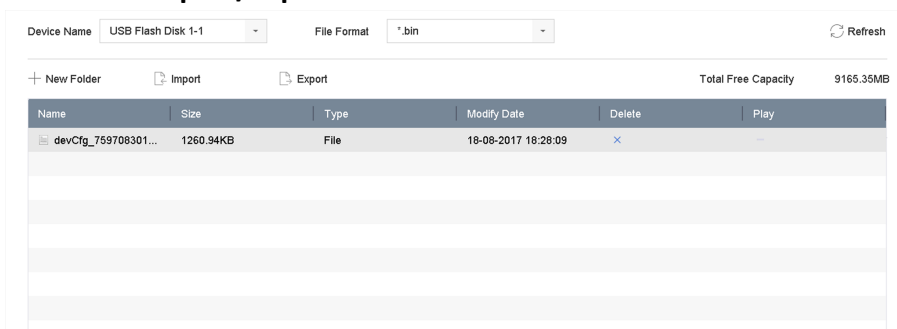 Device Name USB Flash Disk 1-1 File Format *.bin Refresh
New Folder Import Export Total Free Capacity 9165.35MB
Name Size Type Modify Date Delete Play
devCfg_759708301... 1260.94KB File 18-08-2017 18:28:09